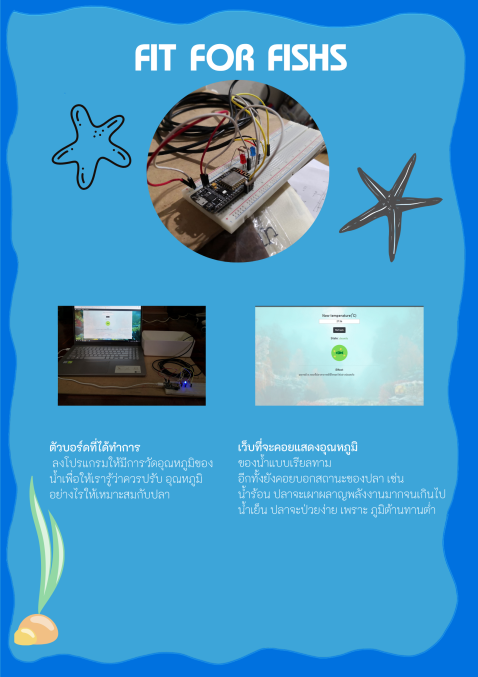 FIT FOR FISHS
New temperature(°C)
ตัวบอร์ดที่ได้ทำการ
ลงโปรแกรมให้มีการวัดอุณหภูมิของ
น้ำเพื่อให้เรารู้ว่าควรปรับ อุณหภูมิ
อย่างไรให้เหมาะสมกับปลา
เว็บที่จะคอยแสดงอุณหภูมิ
ของน้ำแบบเรียลทาม
อีกทั้งยังคอยบอกสถานะของปลา เช่น
น้ำร้อน ปลาจะเผาผลาญพลังงานมากจนเกินไป
น้ำเย็น ปลาจะป่วยง่าย เพราะ ภูมิต้านทานต่ำ